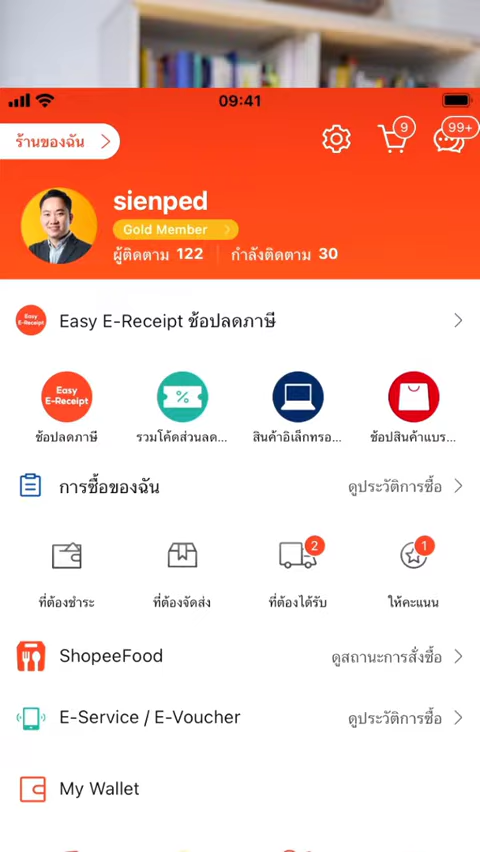 09:41
ร้านของฉัน
9
99+
sienped
Gold Member
ผู้ติดตาม 122 กำลังติดตาม 30
Easy E-Receipt
Easy E-Receipt ช้อปลดภาษี
Easy
E-Receipt
ช้อปลดภาษี
รวมโค้ดส่วนลด...
สินค้าอิเล็กทรอ...
ช้อปสินค้าแบร...
การซื้อของฉัน
ดูประวัติการซื้อ
2
1
ที่ต้องชำระ
ที่ต้องจัดส่ง
ที่ต้องได้รับ
ให้คะแนน
ShopeeFood
ดูสถานะการสั่งซื้อ
E-Service / E-Voucher
ดูประวัติการซื้อ
My Wallet